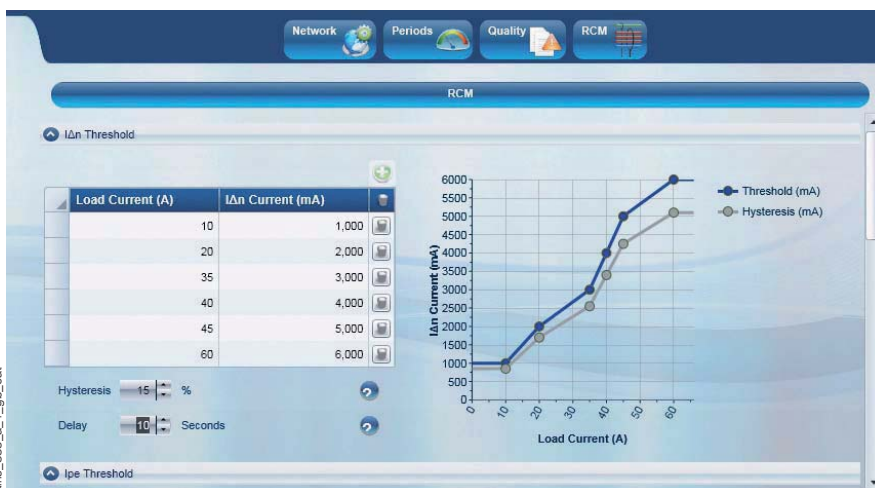 Network
Periods
Quality
RCM
RCM
IΔn Threshold
Load Current (A) IΔn Current (mA)
10 1,000
20 2,000
35 3,000
40 4,000
45 5,000
60 6,000
Hysteresis 15 %
Delay 10 Seconds
IΔn Current (mA)
6000
5500
5000
4500
4000
3500
3000
2500
2000
1500
1000
500
0
0 10 20 30 40 50 60
Load Current (A)
Threshold (mA)
Hysteresis (mA)
Ipe Threshold